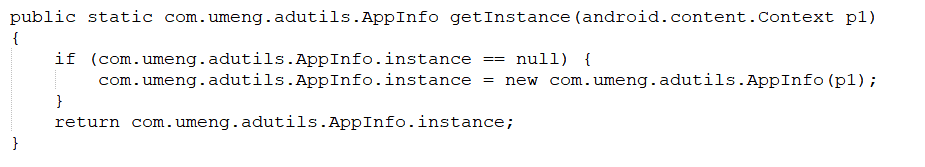 public static com.umeng.adutils.AppInfo getInstance(android.content.Context p1)
{
    if (com.umeng.adutils.AppInfo.instance == null) {
        com.umeng.adutils.AppInfo.instance = new com.umeng.adutils.AppInfo(p1);
    }
    return com.umeng.adutils.AppInfo.instance;
}